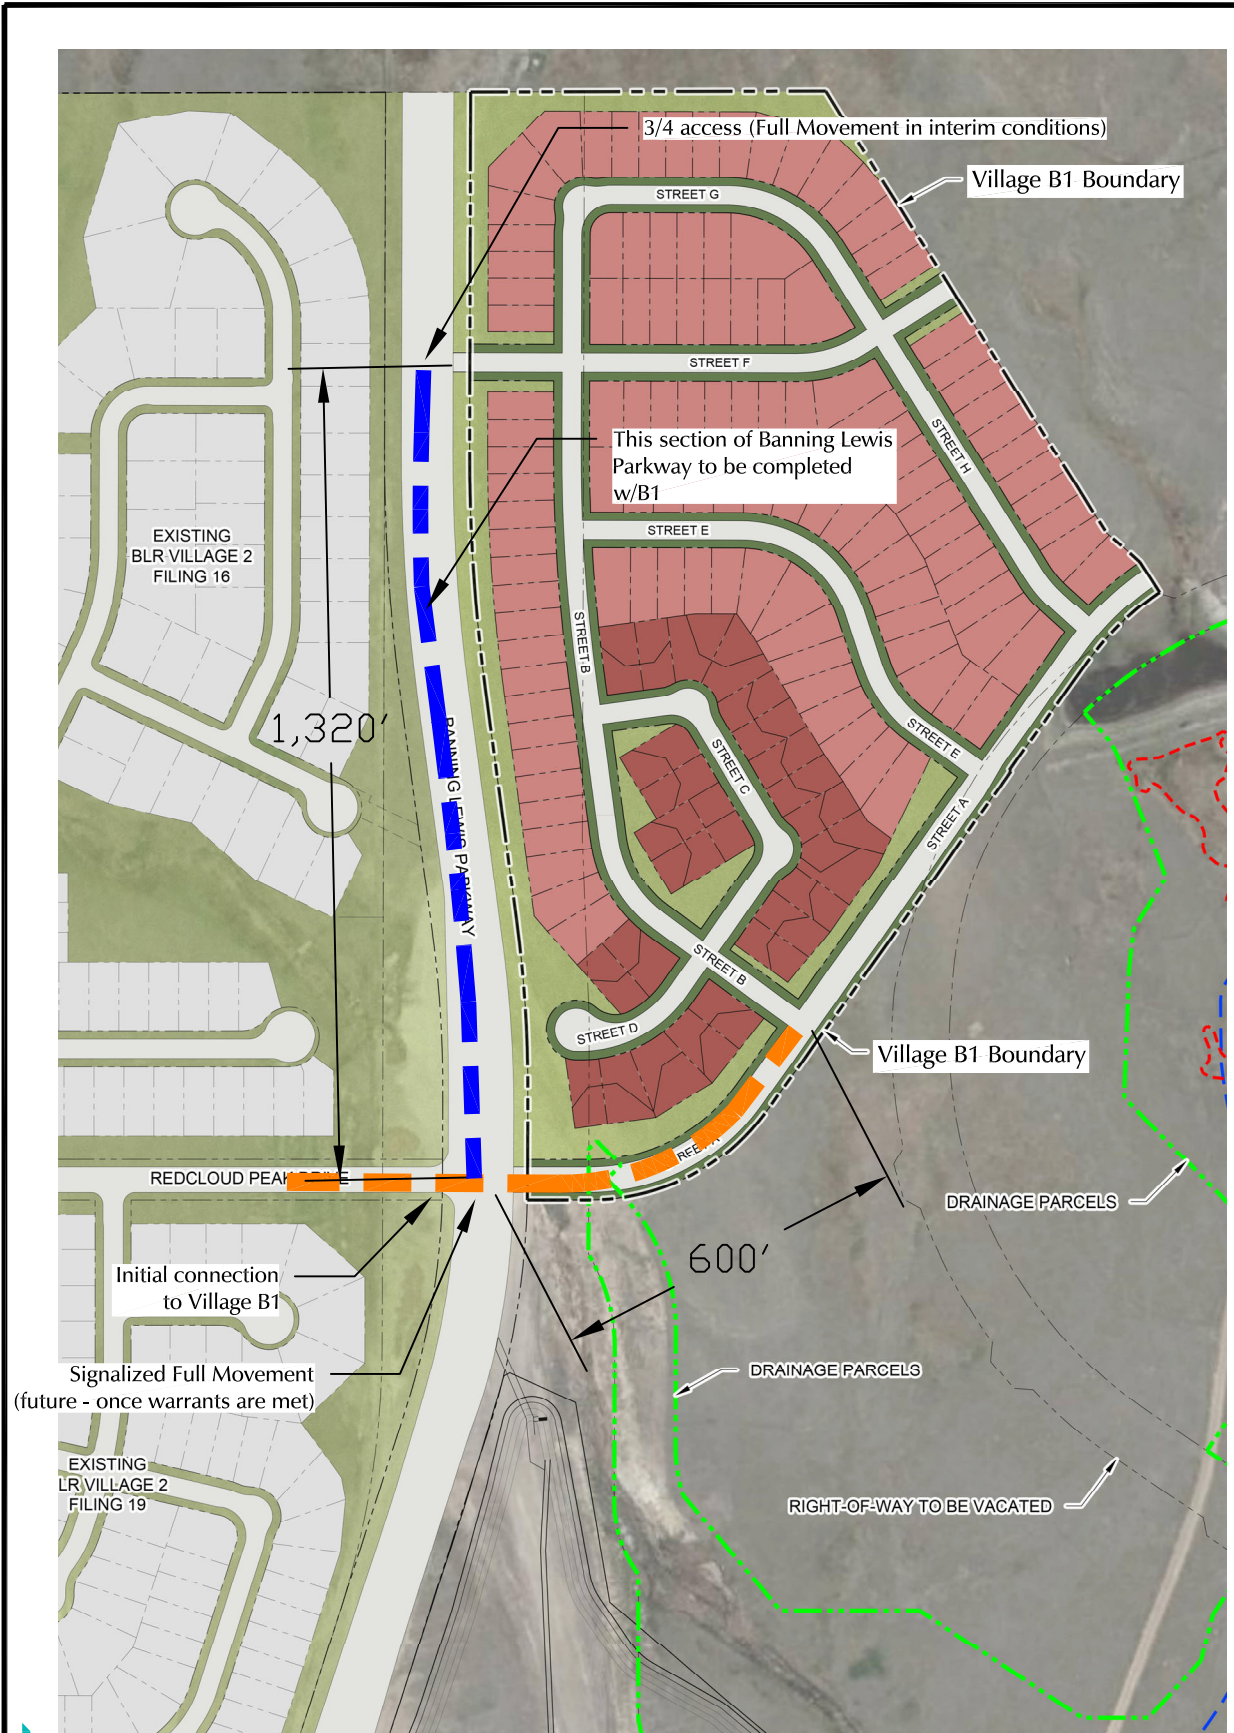 3/4 access (Full Movement in interim conditions)
Village B1 Boundary
STREET G
STREET F
STREET H
This section of Banning Lewis
Parkway to be completed
w/B1
STREET E
EXISTING
BLR VILLAGE 2
FILING 16
STREET B
1,320'
BANNING LEWIS PARKWAY
STREET C
STREET E
STREET A
STREET B
STREET D
Village B1 Boundary
REDCLOUD PEAK DRIVE
DRAINAGE PARCELS
600'
Initial connection
to Village B1
Signalized Full Movement
(future - once warrants are met)
DRAINAGE PARCELS
EXISTING
LR VILLAGE 2
FILING 19
RIGHT-OF-WAY TO BE VACATED